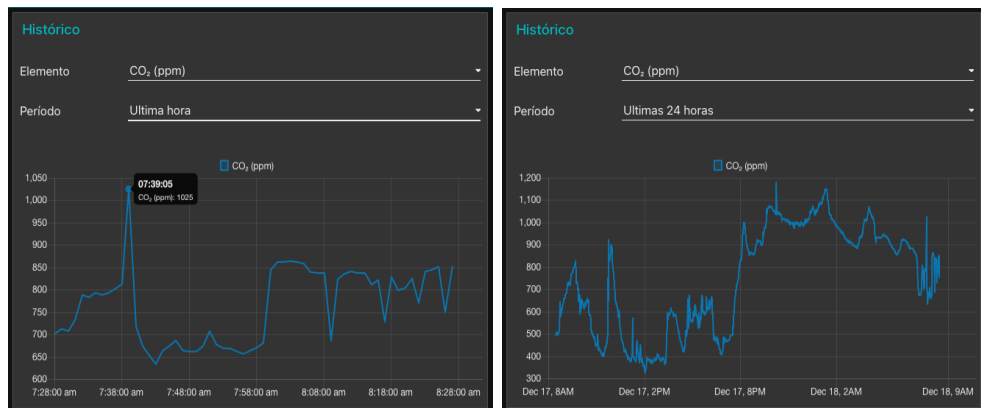 Histórico
Elemento CO₂ (ppm)
Período Ultima hora
CO₂ (ppm)
1,050
07:39:05
CO₂ (ppm): 1025
1,000
950
900
850
800
750
700
650
600
7:28:00 am 7:38:00 am 7:48:00 am 7:58:00 am 8:08:00 am 8:18:00 am 8:28:00 am
Histórico
Elemento CO₂ (ppm)
Período Ultimas 24 horas
CO₂ (ppm)
1,200
1,100
1,000
900
800
700
600
500
400
300
Dec 17, 8AM Dec 17, 2PM Dec 17, 8PM Dec 18, 2AM Dec 18, 9AM